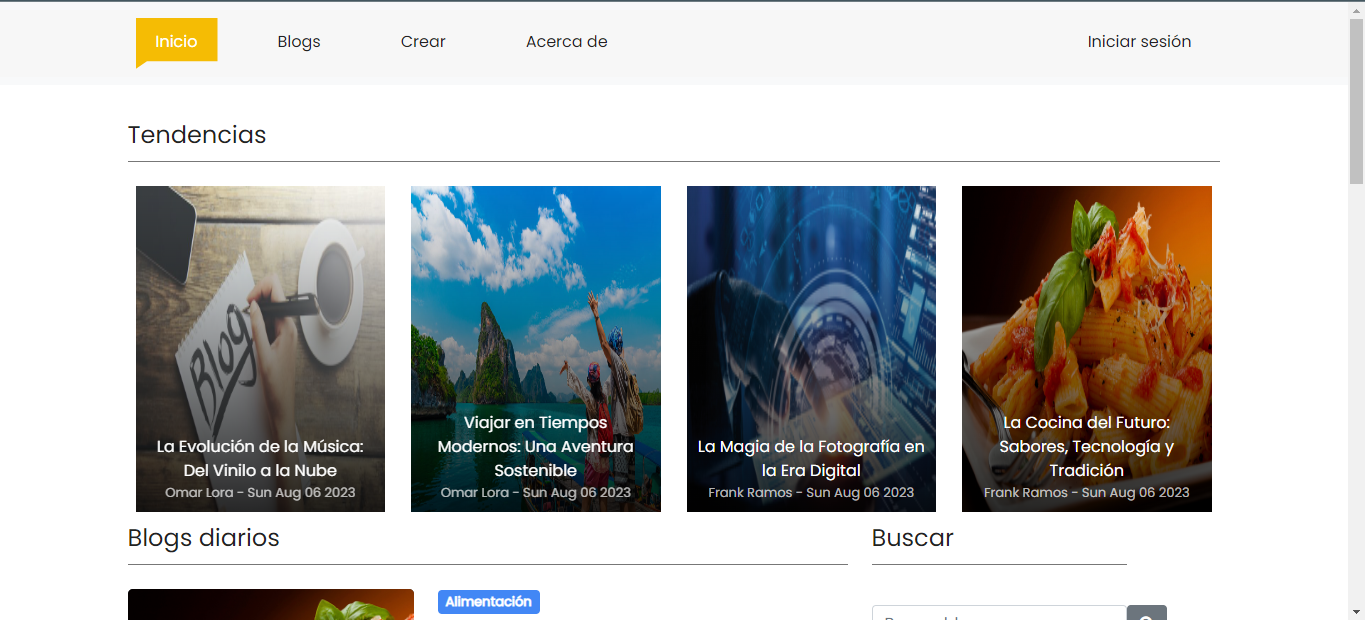 Inicio
Blogs
Crear
Acerca de
Iniciar sesión
Tendencias
Blog
La Evolución de la Música:
Del Vinilo a la Nube
Omar Lora - Sun Aug 06 2023
Viajar en Tiempos
Modernos: Una Aventura
Sostenible
Omar Lora - Sun Aug 06 2023
La Magia de la Fotografía en
la Era Digital
Frank Ramos - Sun Aug 06 2023
La Cocina del Futuro:
Sabores, Tecnología y
Tradición
Frank Ramos - Sun Aug 06 2023
Blogs diarios
Buscar
Alimentación